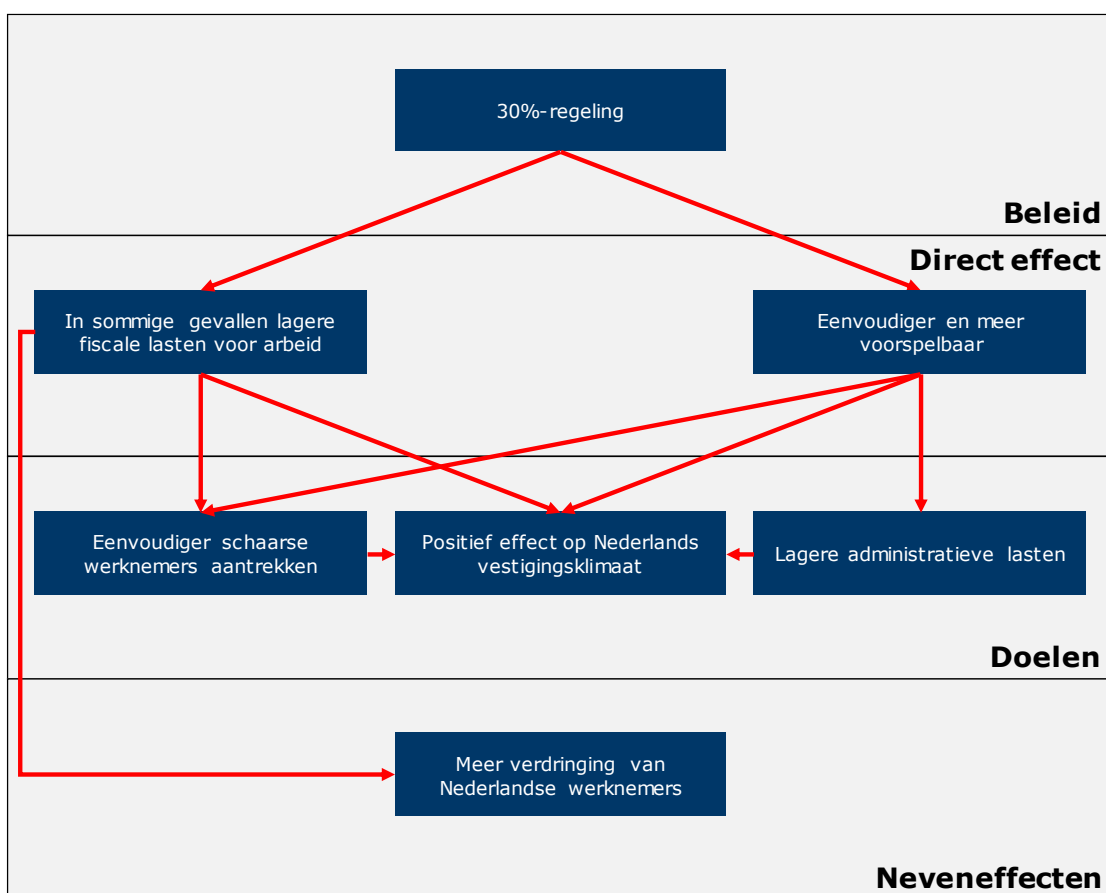 30%-regeling
Beleid
Direct effect
In sommige gevallen lagere
fiscale lasten voor arbeid
Eenvoudiger en meer
voorspelbaar
Eenvoudiger schaarse
werknemers aantrekken
Positief effect op Nederlands
vestigingsklimaat
Lagere administratieve lasten
Doelen
Meer verdringing van
Nederlandse werknemers
Neveneffecten